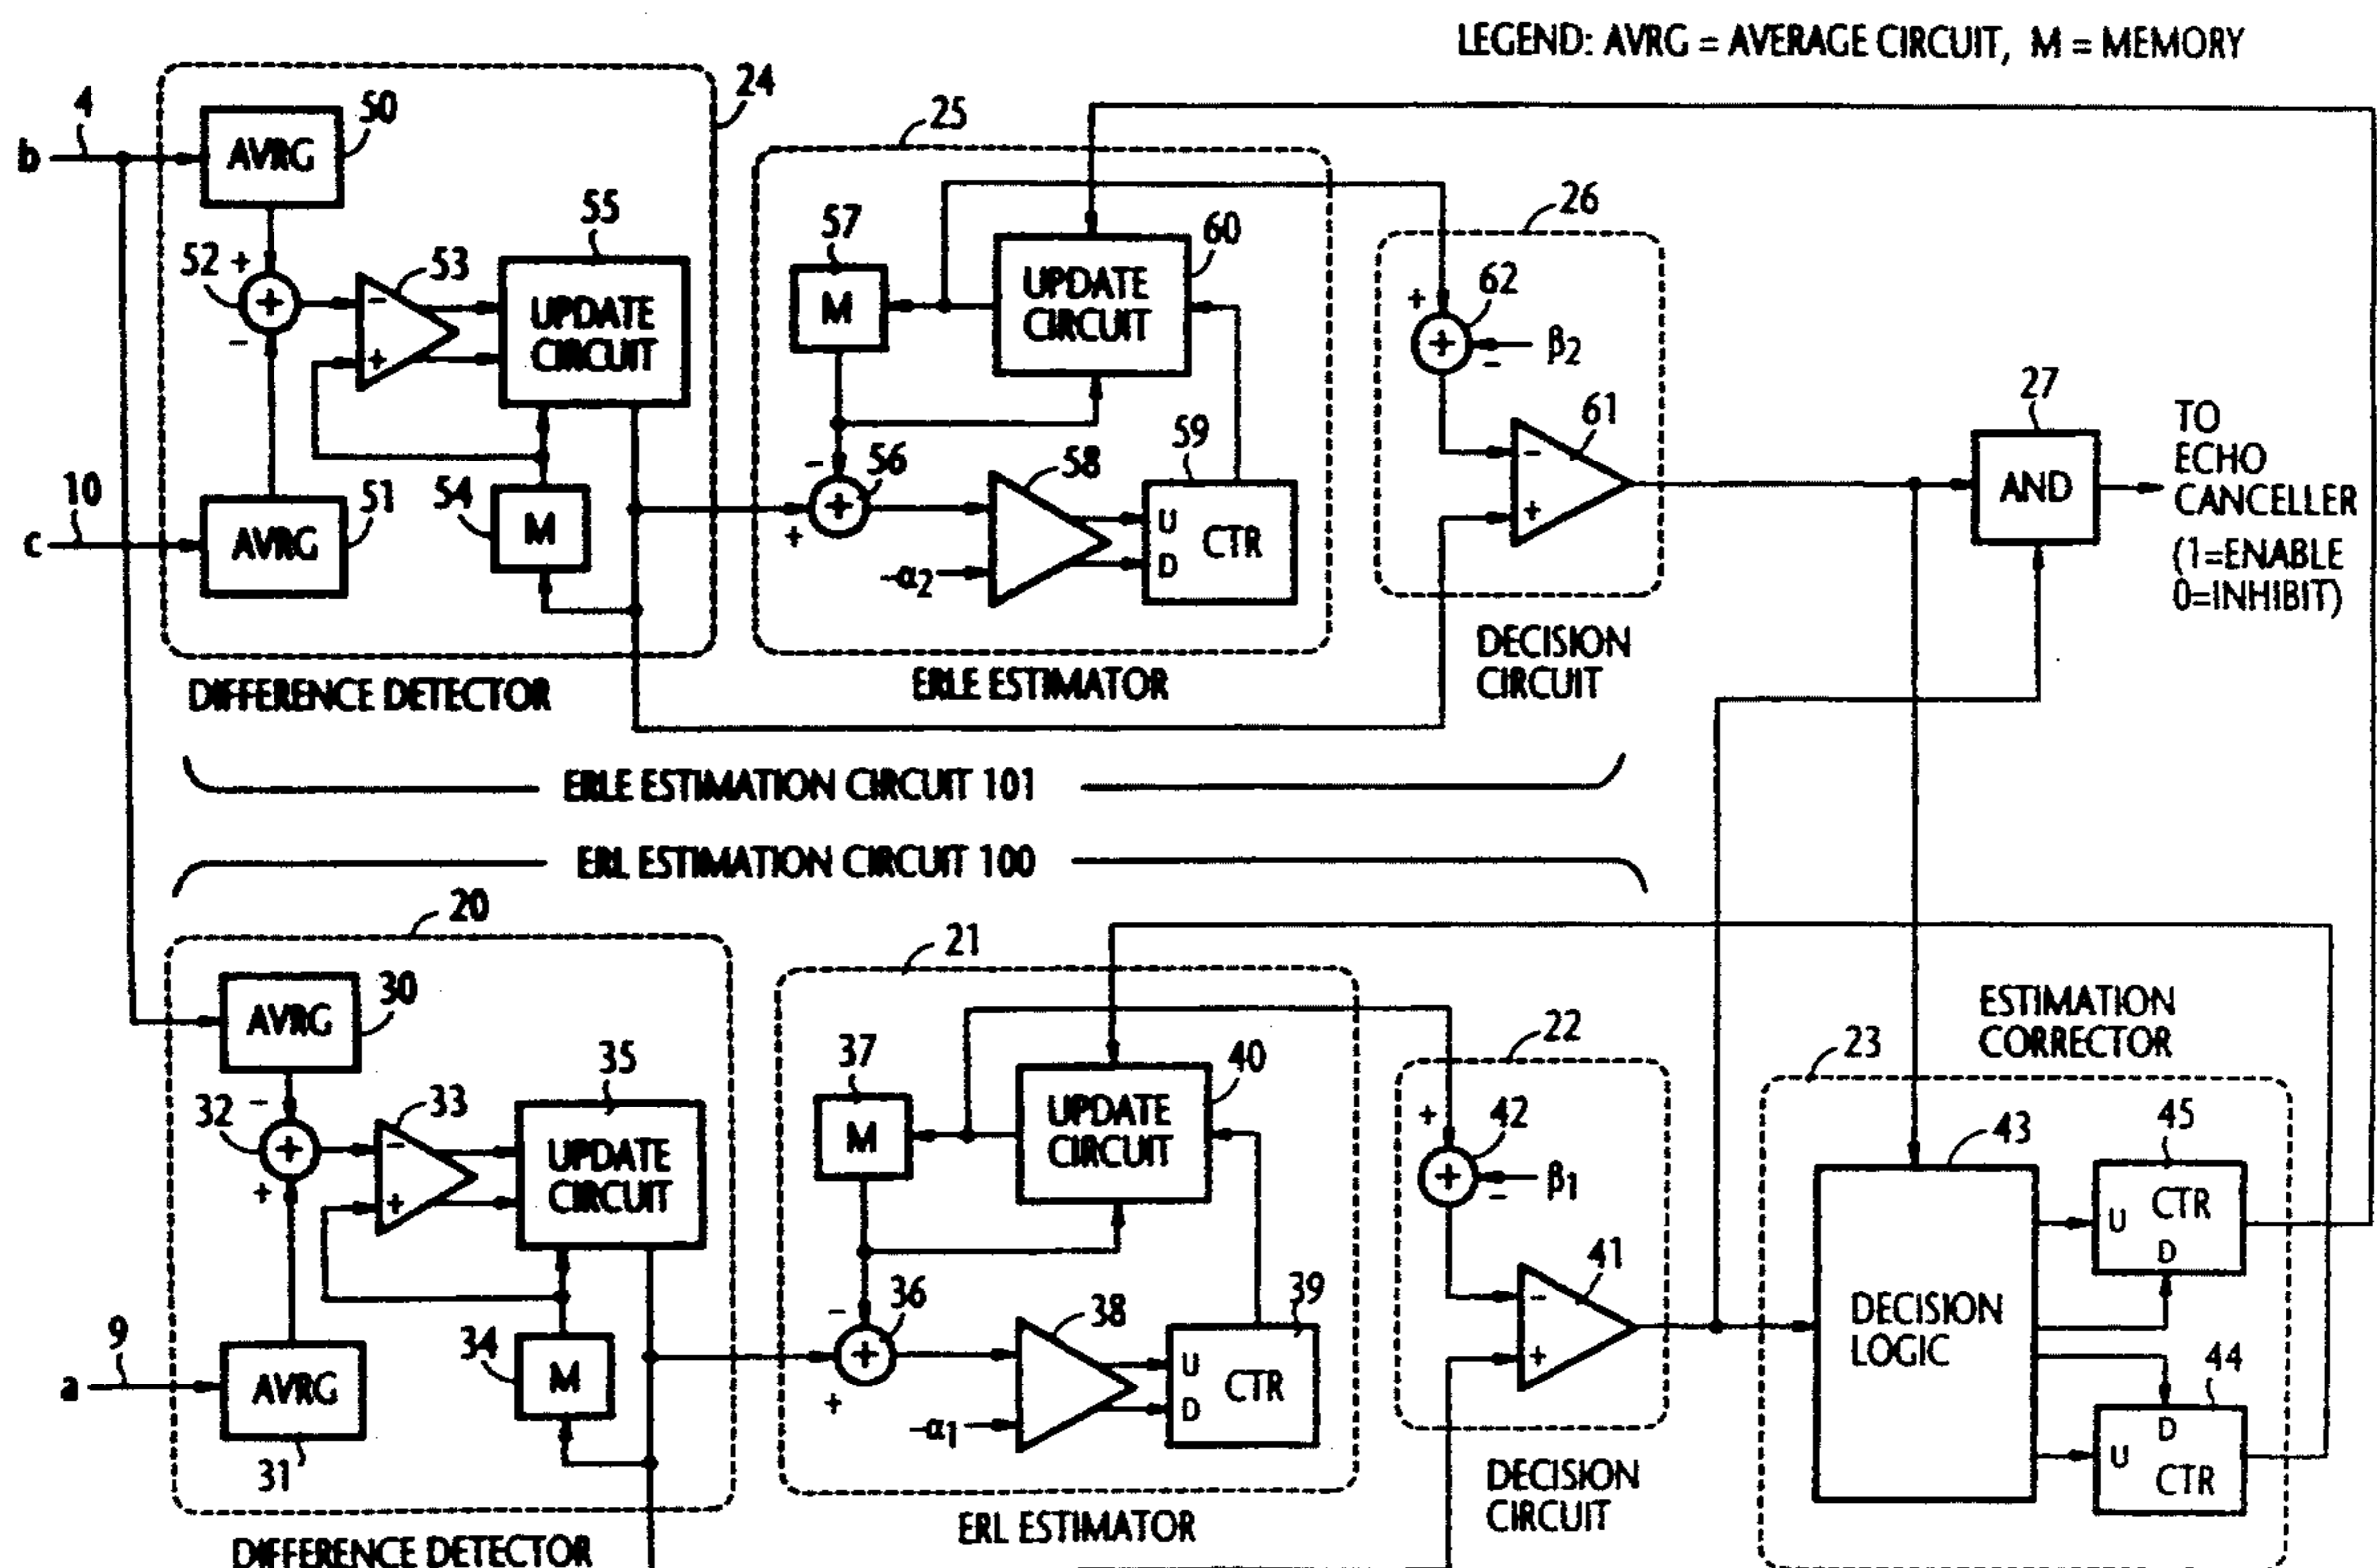 LEGEND: AVRG = AVERAGE CIRCUIT, M = MEMORY
24
4
50
b
AVRG
25
55
57
26
60
52
+
+
53
-
UPDATE
CIRCUIT
M
UPDATE
CIRCUIT
62
+
+
-
β2
-
+
27
TO
ECHO
CANCELLER
(1=ENABLE
0=INHIBIT)
61
59
-
56
58
-
AND
10
51
54
+
+
c
AVRG
M
U
D
CTR
+
-α2
DIFFERENCE DETECTOR
ERLE ESTIMATOR
DECISION
CIRCUIT
ERLE ESTIMATION CIRCUIT 101
ERL ESTIMATION CIRCUIT 100
20
21
30
AVRG
ESTIMATION
CORRECTOR
22
23
35
37
40
32
-
+
+
33
-
+
UPDATE
CIRCUIT
M
UPDATE
CIRCUIT
+
42
+
-
β1
43
45
CTR
U
D
41
39
-
36
38
-
DECISION
LOGIC
9
34
+
+
a
AVRG
M
U
D
CTR
+
-α1
44
D
U
CTR
31
DECISION
CIRCUIT
ERL ESTIMATOR
DIFFERENCE DETECTOR